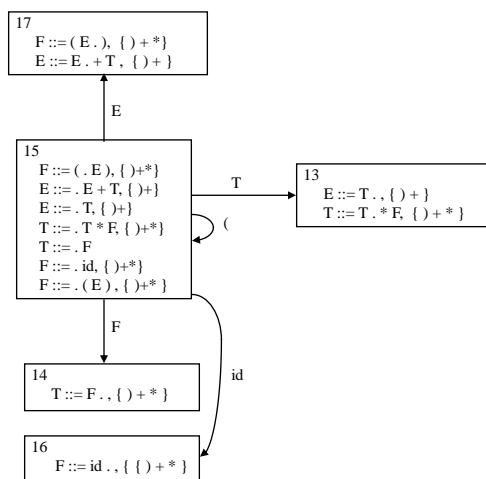 17
F ::= ( E . ), { ) + *}
E ::= E . + T , { ) + }
E
15
F ::= ( . E ), { )+*}
E ::= . E + T, { )+}
E ::= . T, { )+}
T ::= . T * F, { )+*}
T ::= . F
F ::= . id, { )+*}
F ::= . ( E ) , { )+* }
T
(
13
E ::= T . , { ) + }
T ::= T . * F, { ) + * }
F
id
14
T ::= F . , { ) + * }
16
F ::= id . , { { ) + * }